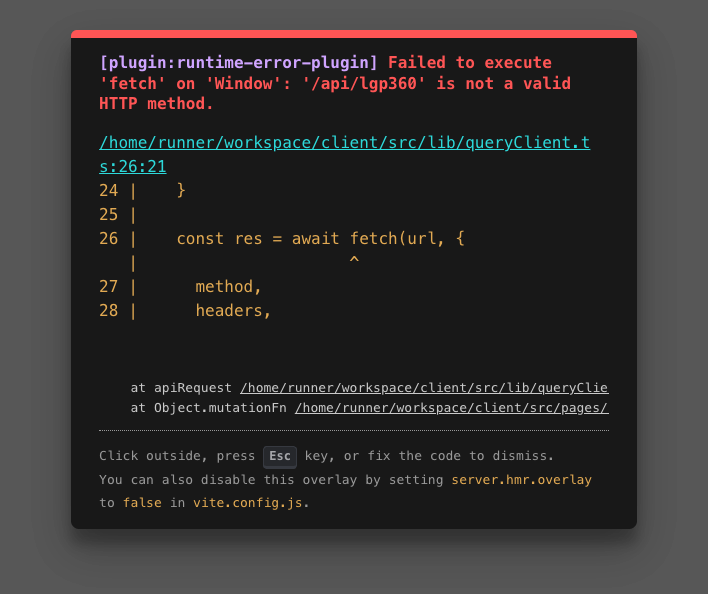 [plugin:runtime-error-plugin] Failed to execute
'fetch' on 'Window': '/api/lgp360' is not a valid
HTTP method.
/home/runner/workspace/client/src/lib/queryClient.t
s:26:21
24 |    }
25 |
26 |    const res = await fetch(url, {
   |                      ^
27 |      method,
28 |      headers,
at apiRequest /home/runner/workspace/client/src/lib/queryClie
at Object.mutationFn /home/runner/workspace/client/src/pages/
Click outside, press Esc key, or fix the code to dismiss.
You can also disable this overlay by setting server.hmr.overlay
to false in vite.config.js.